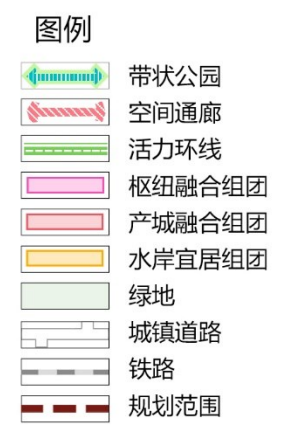 图例
带状公园
空间通廊
活力环线
枢纽融合组团
产城融合组团
水岸宜居组团
绿地
城镇道路
铁路
规划范围